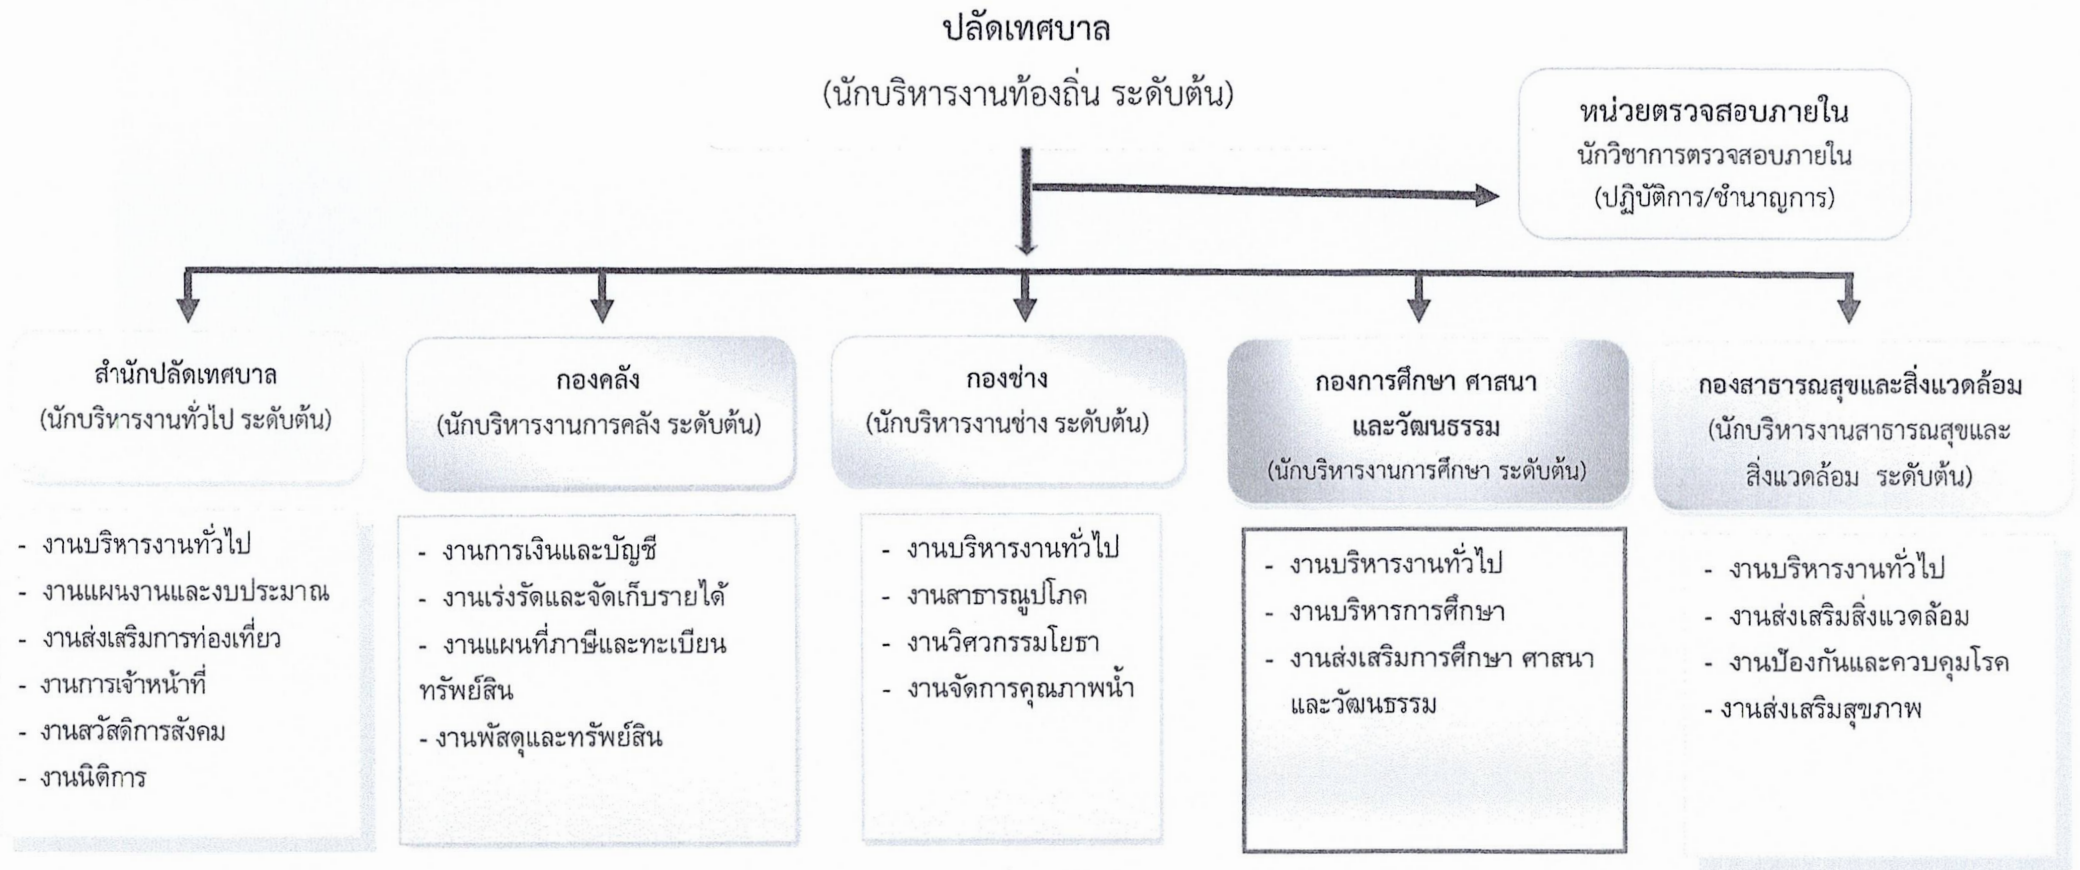 ปลัดเทศบาล
(นักบริหารงานท้องถิ่น ระดับต้น)
หน่วยตรวจสอบภายใน
นักวิชาการตรวจสอบภายใน
(ปฏิบัติการ/ชำนาญการ)
สำนักปลัดเทศบาล
(นักบริหารงานทั่วไป ระดับต้น)
- งานบริหารงานทั่วไป
- งานแผนงานและงบประมาณ
- งานส่งเสริมการท่องเที่ยว
- งานการเจ้าหน้าที่
- งานสวัสดิการสังคม
- งานนิติการ
กองคลัง
(นักบริหารงานการคลัง ระดับต้น)
- งานการเงินและบัญชี
- งานเร่งรัดและจัดเก็บรายได้
- งานแผนที่ภาษีและทะเบียน
ทรัพย์สิน
- งานพัสดุและทรัพย์สิน
กองช่าง
(นักบริหารงานช่าง ระดับต้น)
- งานบริหารงานทั่วไป
- งานสาธารณูปโภค
- งานวิศวกรรมโยธา
- งานจัดการคุณภาพน้ำ
กองการศึกษา ศาสนา
และวัฒนธรรม
(นักบริหารงานการศึกษา ระดับต้น)
- งานบริหารงานทั่วไป
- งานบริหารการศึกษา
- งานส่งเสริมการศึกษา ศาสนา
และวัฒนธรรม
กองสาธารณสุขและสิ่งแวดล้อม
(นักบริหารงานสาธารณสุขและ
สิ่งแวดล้อม ระดับต้น)
- งานบริหารงานทั่วไป
- งานส่งเสริมสิ่งแวดล้อม
- งานป้องกันและควบคุมโรค
- งานส่งเสริมสุขภาพ